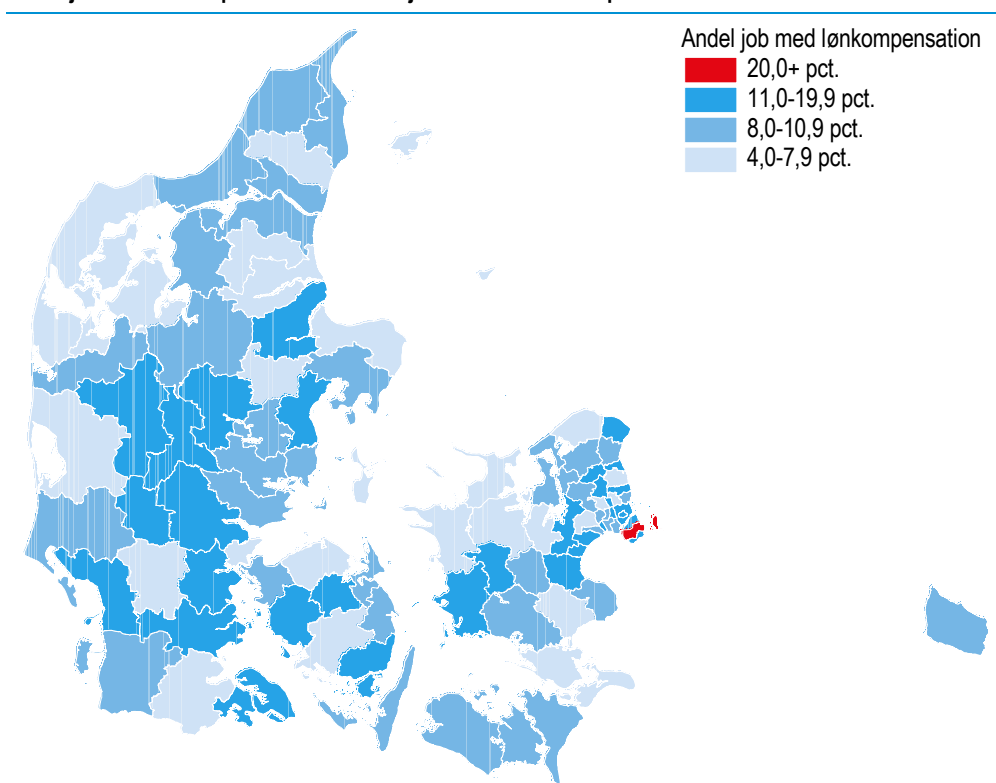 Andel job med lønkompensation
20,0+ pct.
11,0-19,9 pct.
8,0-10,9 pct.
4,0-7,9 pct.